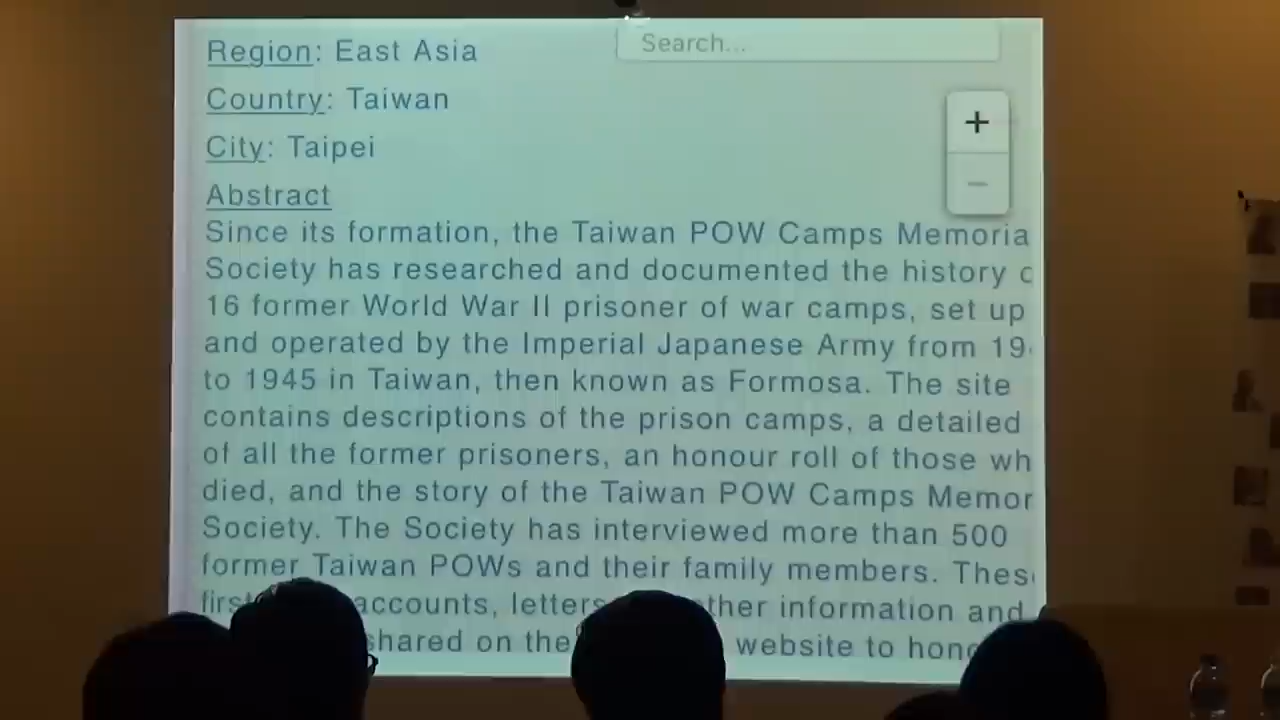 Region: East Asia
Search...
Country: Taiwan
+
City: Taipei
−
Abstract
Since its formation, the Taiwan POW Camps
Society has researched and documented the history
16 former World War II prisoner of war camps, set up
and operated by the Imperial Japanese Army from
to 1945 in Taiwan, then known as Formosa. The site
contains descriptions of the prison camps, a detailed
of all the former prisoners, an honour roll of those
died, and the story of the Taiwan POW Camps
Society. The Society has interviewed more than 500
former Taiwan POWs and their family members.
accounts, information and
shared on the website to